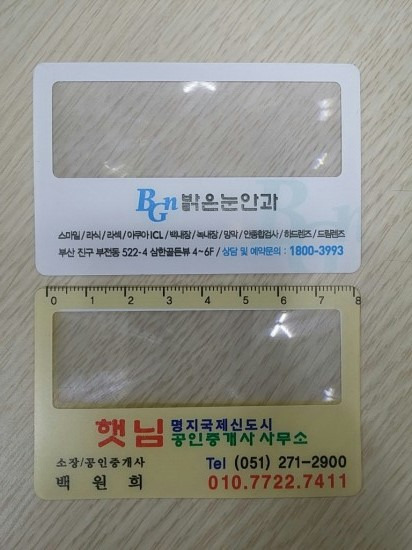 BGn 밝은눈안과
스마일 / 라식 / 라섹 / 아쿠아ICL / 백내장 / 녹내장 / 망막 / 안종합검사 / 하드렌즈 / 드림렌즈
부산 진구 부전동 522-4 삼한골든뷰 4~6F / 상담 및 예약문의 : 1800-3993
0 1 2 3 4 5 6 7 8
햇님 명지국제신도시
공인중개사 사무소
소장/공인중개사 Tel (051) 271-2900
백 원 희 010.7722.7411